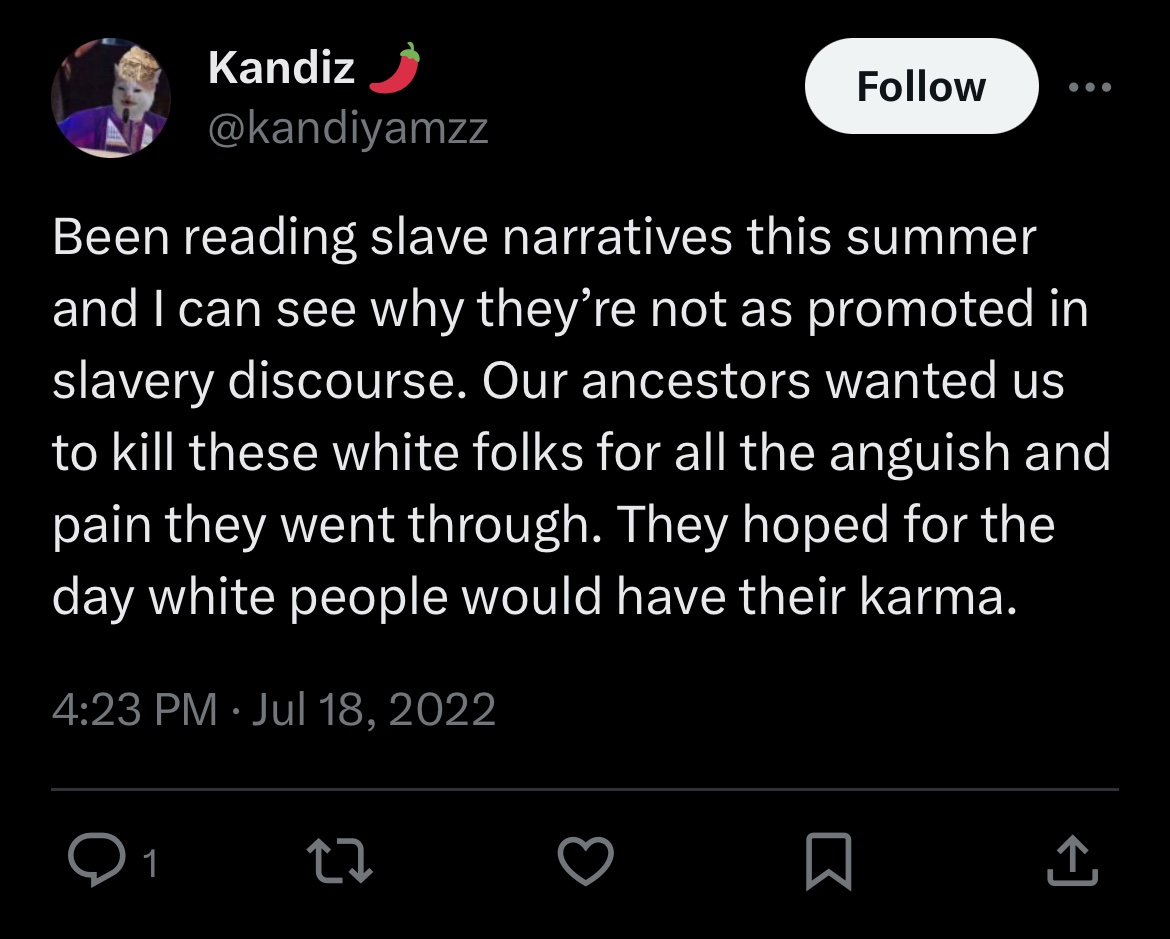 Kandiz 🌶️
@kandiyamzz
Follow
Been reading slave narratives this summer
and I can see why they’re not as promoted in
slavery discourse. Our ancestors wanted us
to kill these white folks for all the anguish and
pain they went through. They hoped for the
day white people would have their karma.
4:23 PM · Jul 18, 2022
1